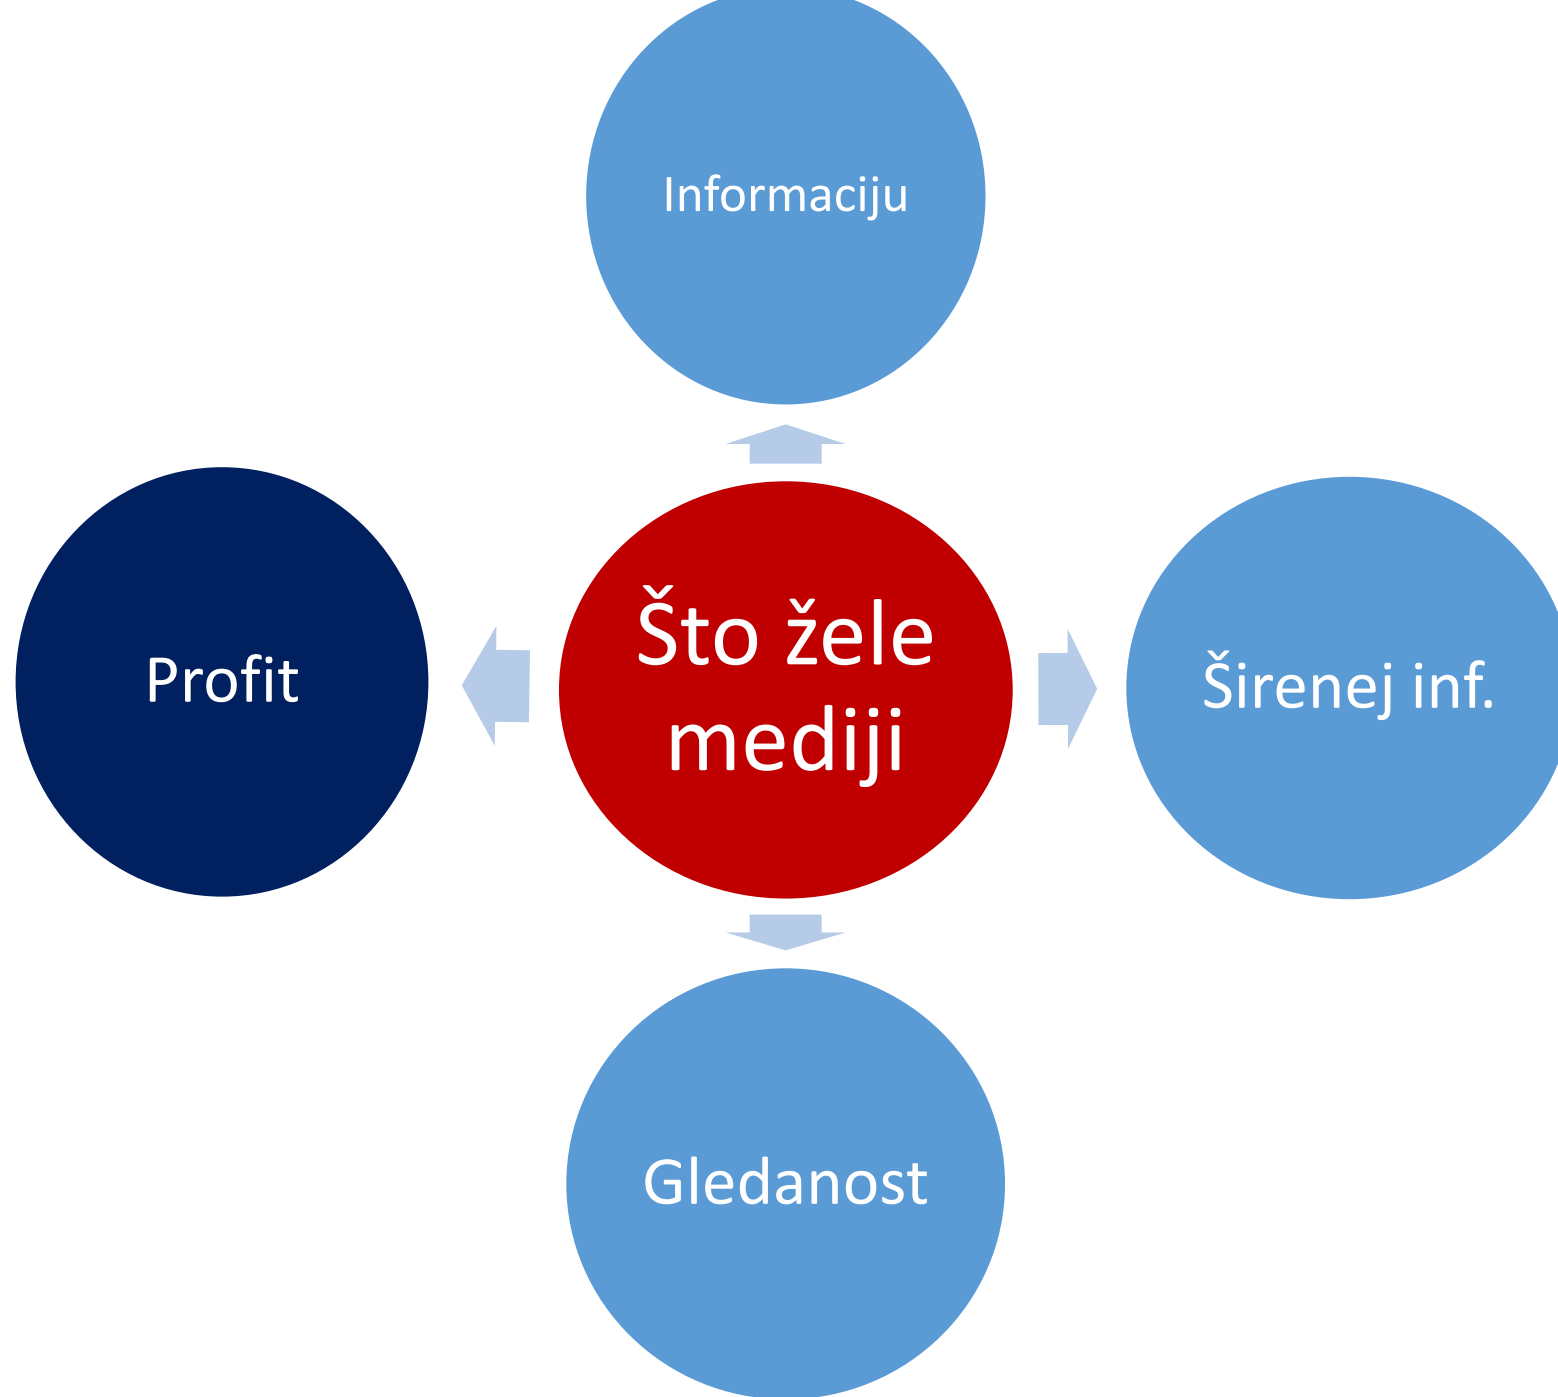 Informaciju
Profit
Što žele
mediji
Širenej inf.
Gledanost